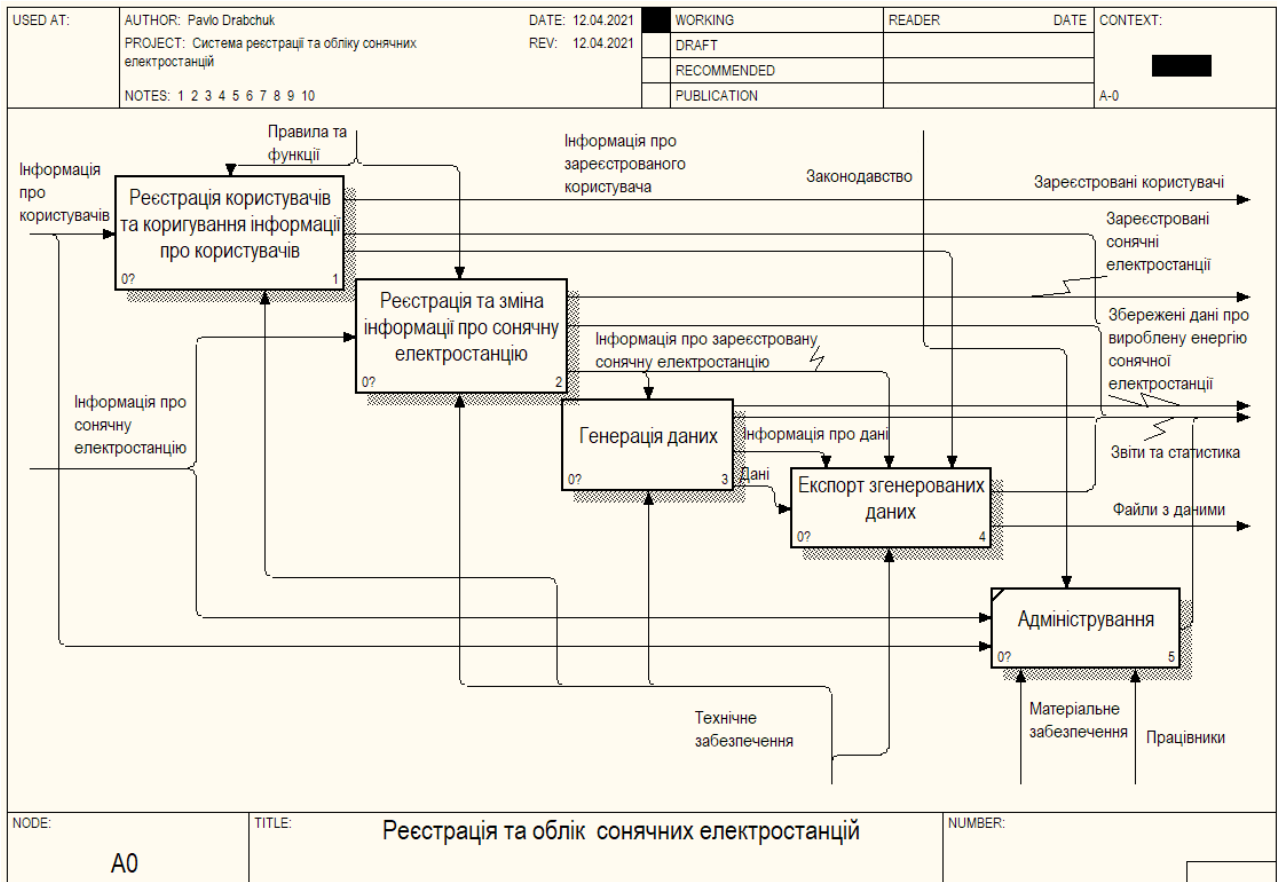 USED AT:
AUTHOR: Pavlo Drabchuk
DATE: 12.04.2021
PROJECT: Система реєстрації та обліку сонячних
електростанцій
REV: 12.04.2021
NOTES: 1 2 3 4 5 6 7 8 9 10
WORKING
DRAFT
RECOMMENDED
PUBLICATION
READER
DATE
CONTEXT:
A-0
Правила та
функції
Інформація про
зареєстрованого
користувача
Законодавство
Інформація
про
користувачів
Реєстрація користувачів
та коригування інформації
про користувачів
0?
1
Зареєстровані користувачі
Зареєстровані
сонячні
електростанції
Реєстрація та зміна
інформації про сонячну
електростанцію
0?
2
Збережені дані про
вироблену енергію
сонячної
електростанції
Інформація про зареєстровану
сонячну електростанцію
Інформація про
сонячну
електростанцію
Генерація даних
0?
3
Інформація про дані
Дані
Звіти та статистика
Експорт згенерованих
даних
0?
4
Файли з даними
Адміністрування
0?
5
Технічне
забезпечення
Матеріальне
забезпечення
Працівники
NODE:
A0
TITLE:
Реєстрація та облік сонячних електростанцій
NUMBER: